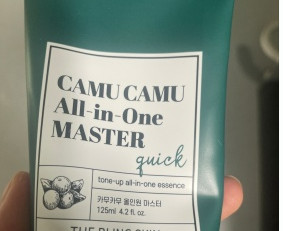 CAMU CAMU
All-in-One
MASTER
quick
tone-up all-in-one essence
카무카무 올인원 마스터
125ml 4.2 fl. oz.